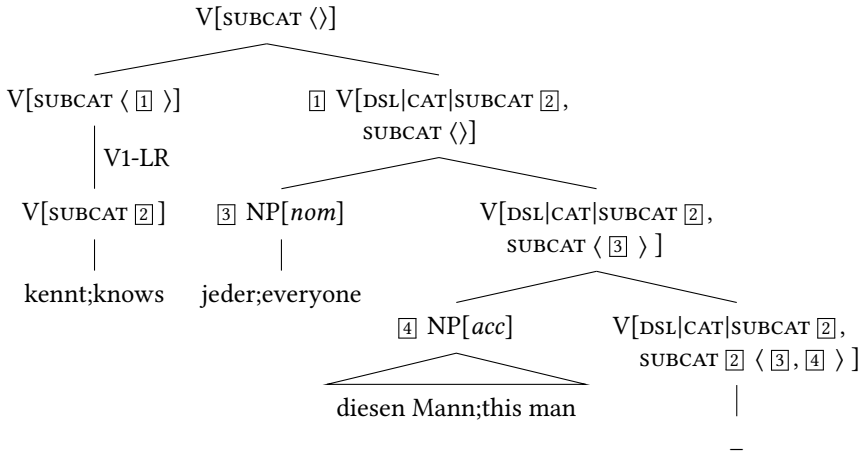 V[SUBCAT ⟨⟩]
V[SUBCAT ⟨ 1 ⟩]
1 V[DSL|CAT|SUBCAT 2,
SUBCAT ⟨⟩]
V1-LR
V[SUBCAT 2]
3 NP[nom]
V[DSL|CAT|SUBCAT 2,
SUBCAT ⟨ 3 ⟩ ]
kennt;knows
jeder;everyone
4 NP[acc]
V[DSL|CAT|SUBCAT 2,
SUBCAT 2 ⟨ 3, 4 ⟩ ]
diesen Mann;this man
–